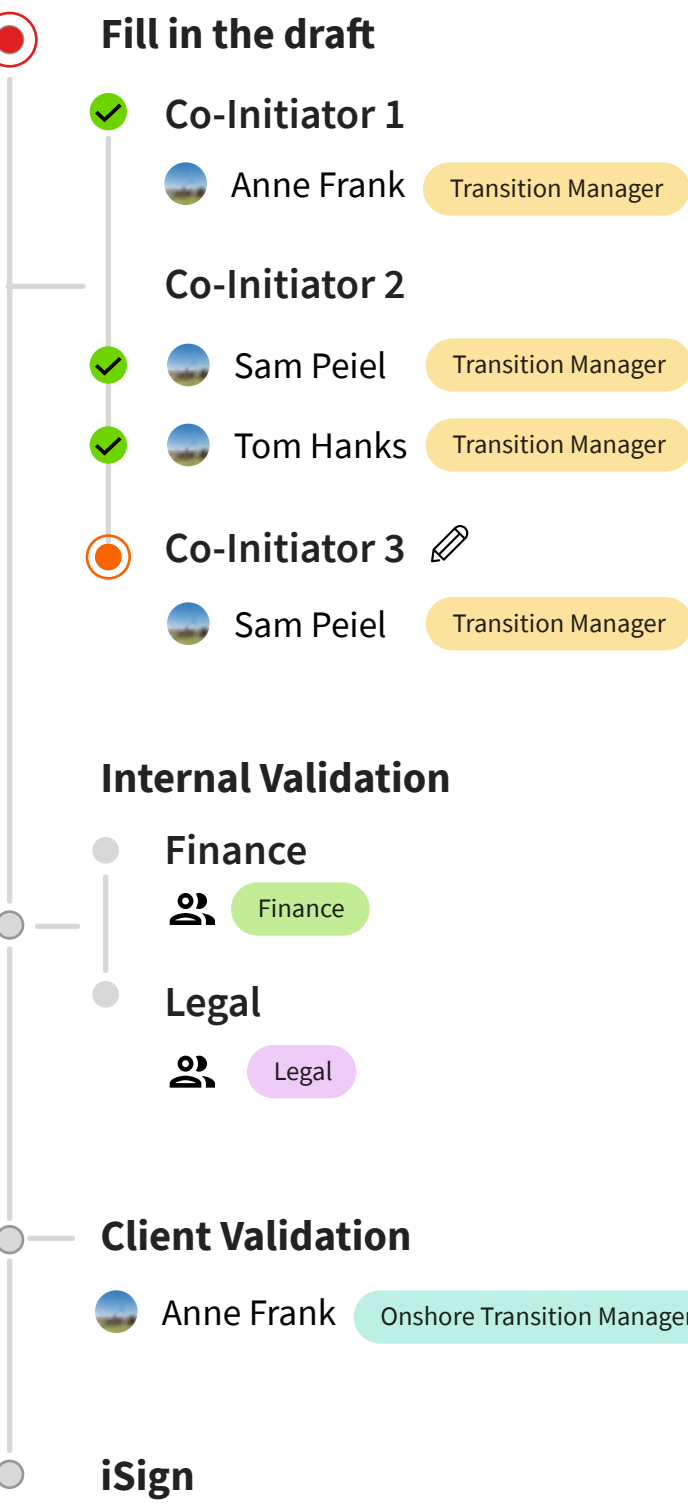 Fill in the draft
Co-Initiator 1
Anne Frank Transition Manager
Co-Initiator 2
Sam Peiel Transition Manager
Tom Hanks Transition Manager
Co-Initiator 3
Sam Peiel Transition Manager
Internal Validation
Finance
Finance
Legal
Legal
Client Validation
Anne Frank Onshore Transition Manager
iSign